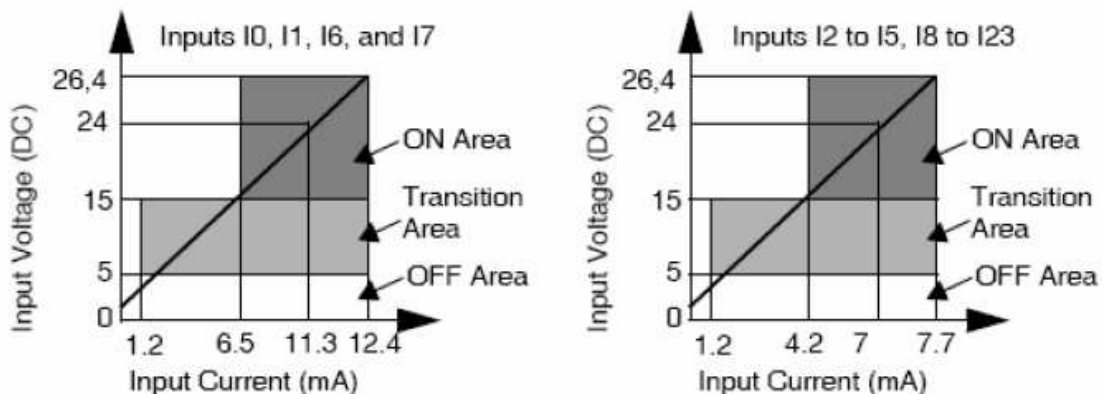 Inputs I0, I1, I6, and I7
Input Voltage (DC)
26,4
24
15
5
0
ON Area
Transition
Area
OFF Area
1.2 6.5 11.3 12.4
Input Current (mA)
Inputs I2 to I5, I8 to I23
Input Voltage (DC)
26,4
24
15
5
0
ON Area
Transition
Area
OFF Area
1.2 4.2 7 7.7
Input Current (mA)